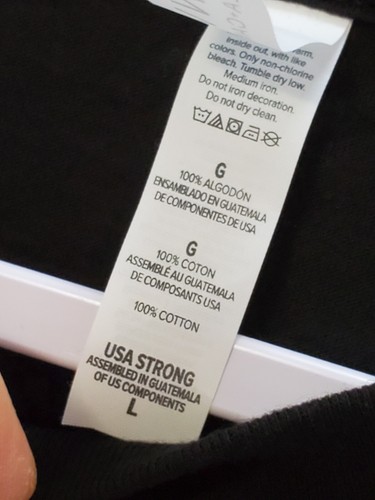 inside out, with like
colors. Only non-chlorine
bleach. Tumble dry low.
Medium iron.
Do not iron decoration.
Do not dry clean.
G
100% ALGODÓN
ENSAMBLADO EN GUATEMALA
DE COMPONENTES DE USA
G
100% COTON
ASSEMBLÉ AU GUATEMALA
DE COMPOSANTS USA
100% COTTON
USA STRONG
ASSEMBLED IN GUATEMALA
OF US COMPONENTS
L